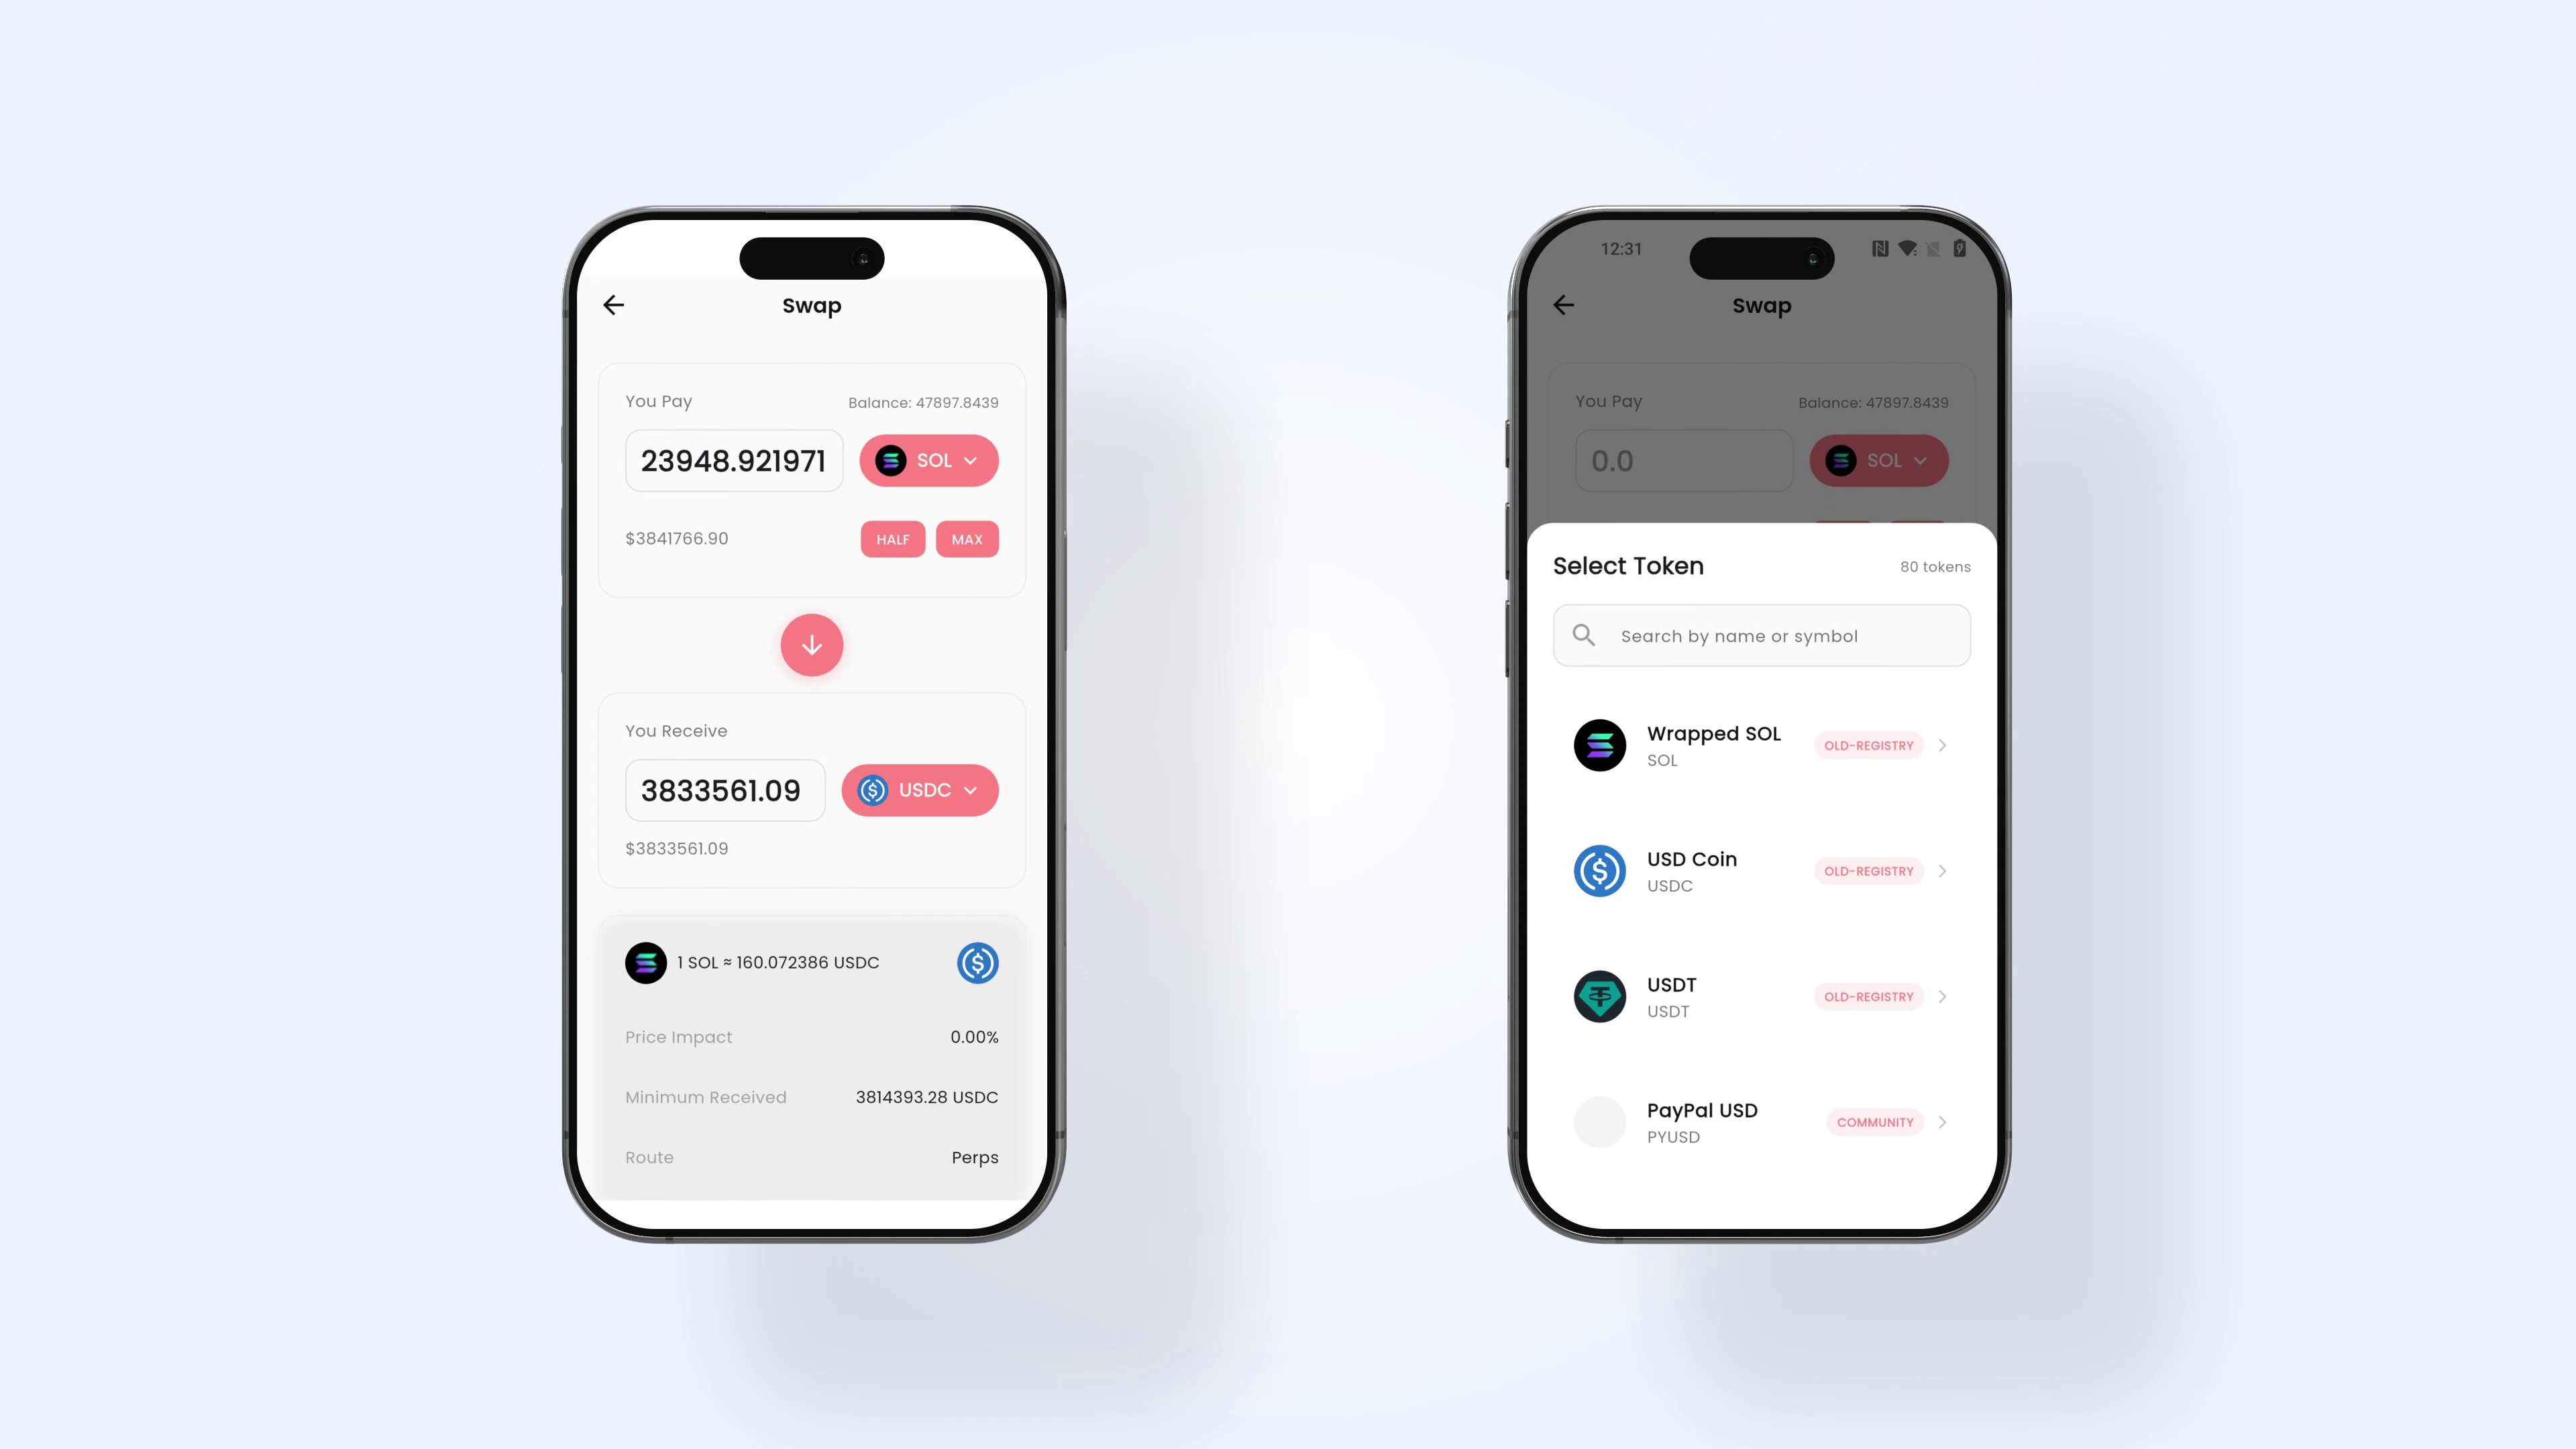 Swap
You Pay
Balance: 47897.8439
23948.921971
SOL
$3841766.90
HALF
MAX
You Receive
3833561.09
USDC
$3833561.09
1 SOL ≈ 160.072386 USDC
Price Impact
0.00%
Minimum Received
3814393.28 USDC
Route
Perps
12:31
Swap
You Pay
Balance: 47897.8439
0.0
SOL
Select Token
80 tokens
Search by name or symbol
Wrapped SOL
SOL
OLD-REGISTRY
USD Coin
USDC
OLD-REGISTRY
USDT
USDT
OLD-REGISTRY
PayPal USD
PYUSD
COMMUNITY